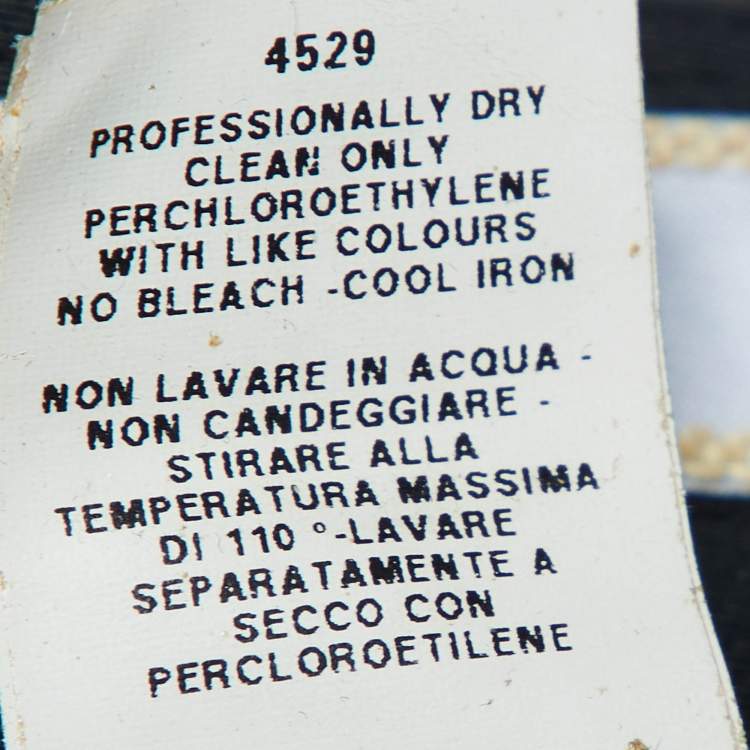 4529
PROFESSIONALLY DRY
CLEAN ONLY
PERCHLOROETHYLENE
WITH LIKE COLOURS
NO BLEACH -COOL IRON
NON LAVARE IN ACQUA -
NON CANDEGGIARE -
STIRARE ALLA
TEMPERATURA MASSIMA
DI 110 °-LAVARE
SEPARATAMENTE A
SECCO CON
PERCLOROETILENE